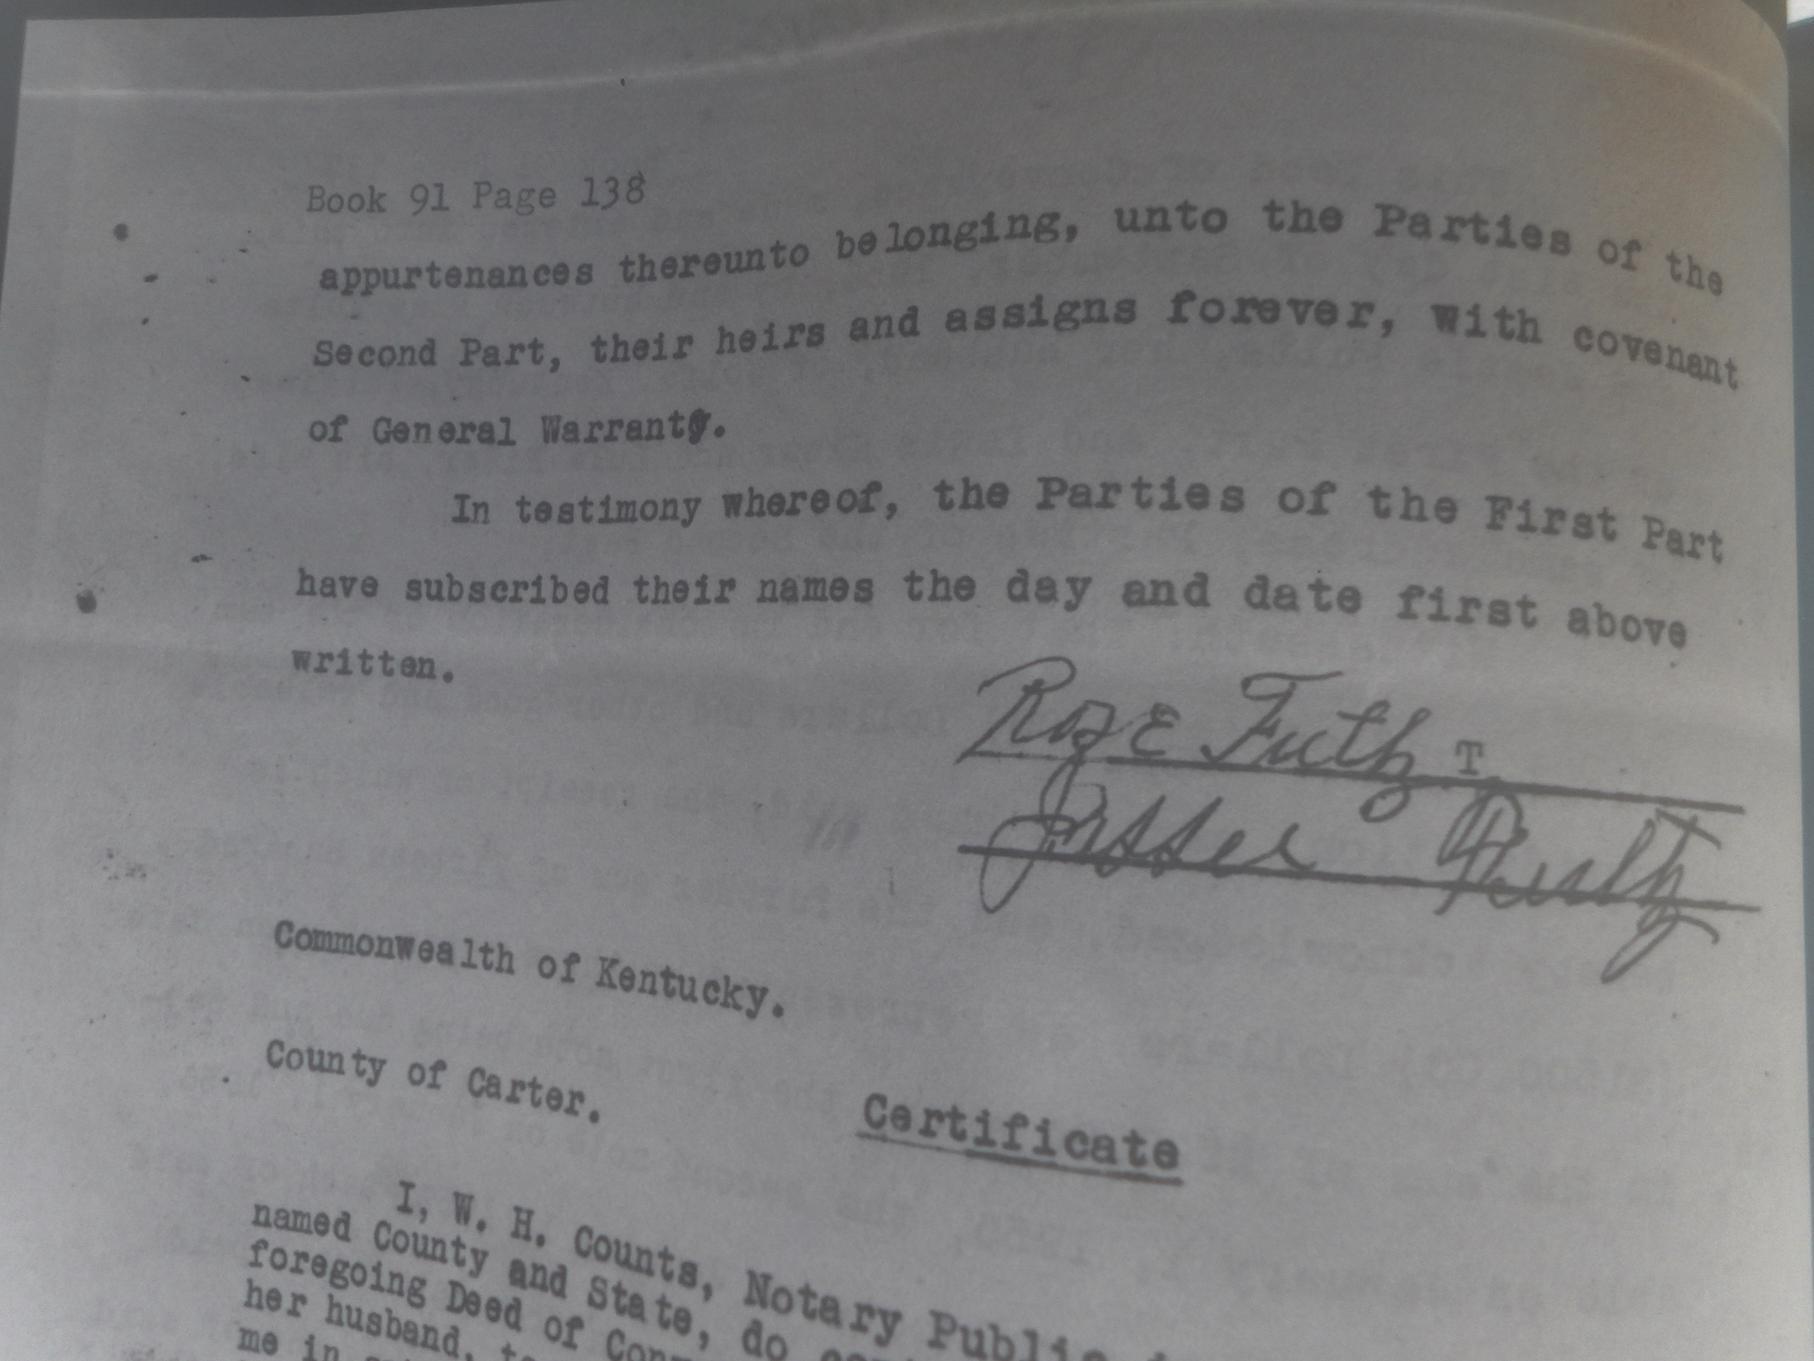 Book 91 Page 138
appurtenances thereunto belonging, unto the Parties of the
Second Part, their heirs and assigns forever, with covenant
of General Warranty.
In testimony whereof, the Parties of the First Part
have subscribed their names the day and date first above
written.
T
Commonwealth of Kentucky.
County of Carter.
Certificate
I, W. H. Counts, Notary Public
named County and State, do
foregoing Deed of
her husband,
me in